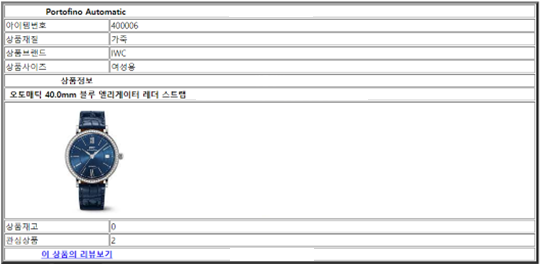 Portofino Automatic
아이템번호 400006
상품재질 가죽
상품브랜드 IWC
상품사이즈 여성용
상품정보
오토매틱 40.0mm 블루 엘리게이터 레더 스트랩
상품재고 0
관심상품 2
이 상품의 리뷰보기